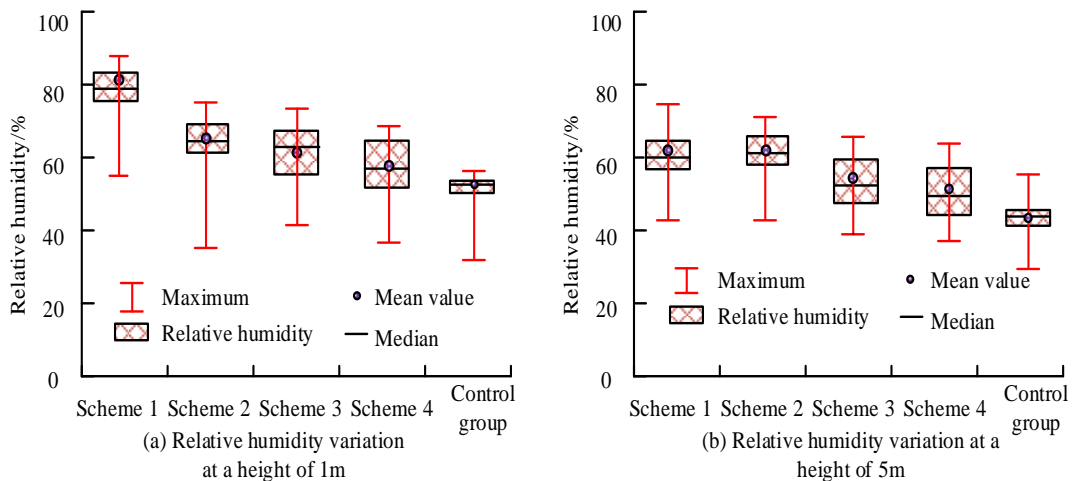 100
80
60
40
20
0
Relative humidity/%
Maximum
Mean value
Relative humidity
Median
Scheme 1
Scheme 2
Scheme 3
Scheme 4
Control
group
(a) Relative humidity variation
at a height of 1m
100
80
60
40
20
0
Relative humidity/%
Maximum
Mean value
Relative humidity
Median
Scheme 1
Scheme 2
Scheme 3
Scheme 4
Control
group
(b) Relative humidity variation at a
height of 5m